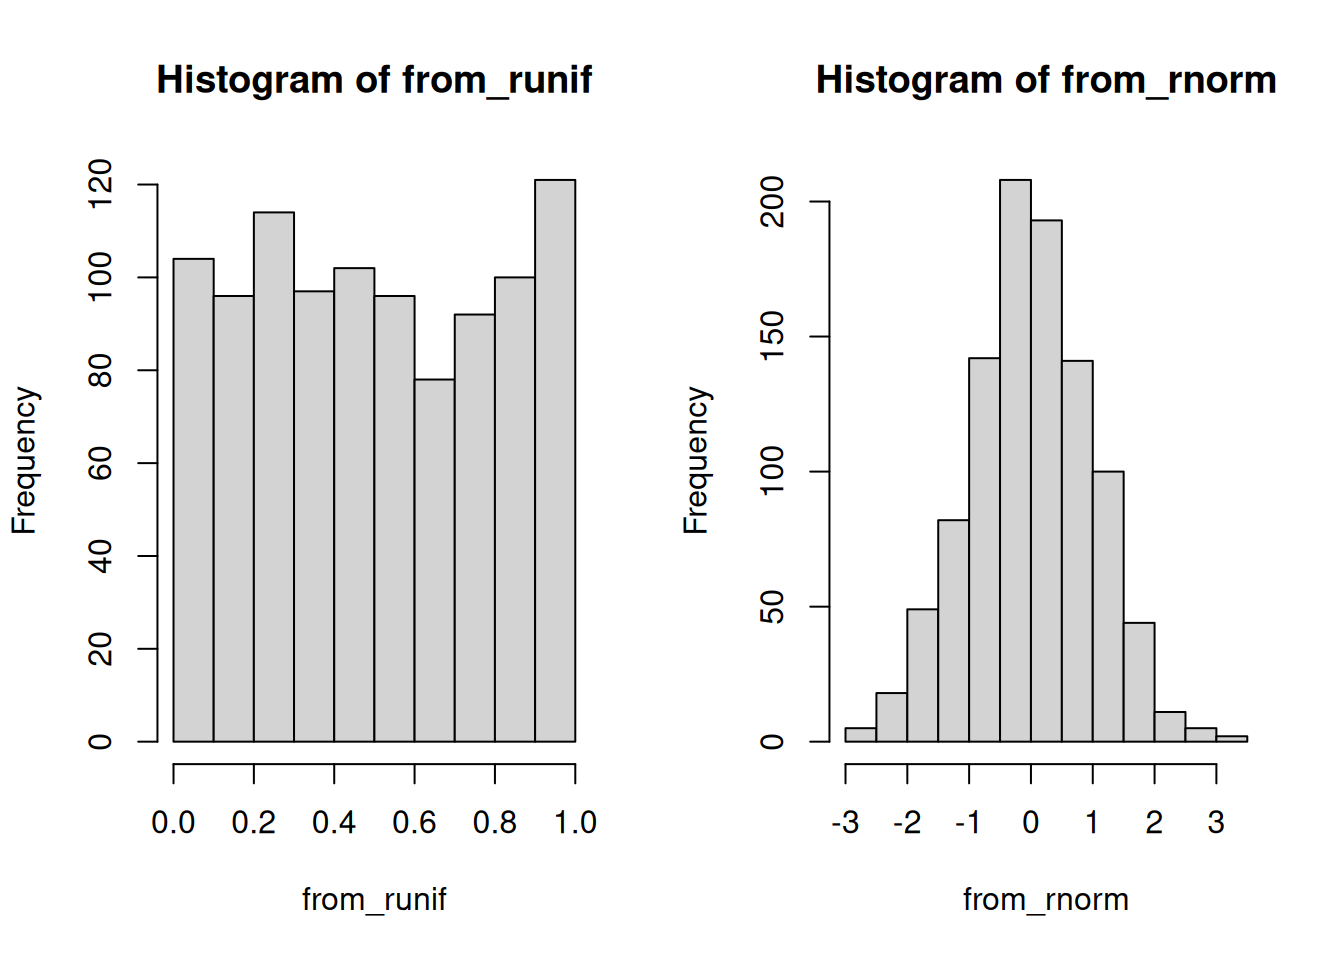 Histogram of from_runif
Frequency
120
100
80
60
40
20
0
0.0 0.2 0.4 0.6 0.8 1.0
from_runif
Histogram of from_rnorm
Frequency
200
150
100
50
0
-3 -2 -1 0 1 2 3
from_rnorm